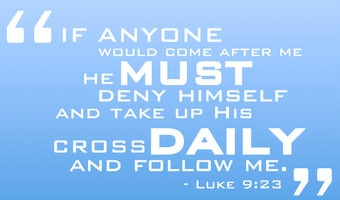 “ IF ANYONE
WOULD COME AFTER ME
HE MUST
DENY HIMSELF
AND TAKE UP HIS
CROSS DAILY
AND FOLLOW ME. ”
- LUKE 9:23